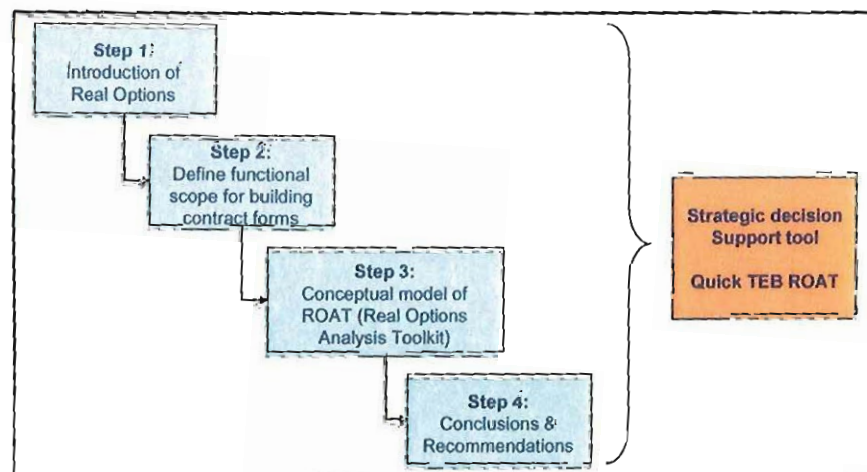 Step 1:
Introduction of
Real Options
Step 2:
Define functional
scope for building
contract forms
Step 3:
Conceptual model of
ROAT (Real Options
Analysis Toolkit)
Step 4:
Conclusions &
Recommendations
Strategic decision
Support tool
Quick TEB ROAT